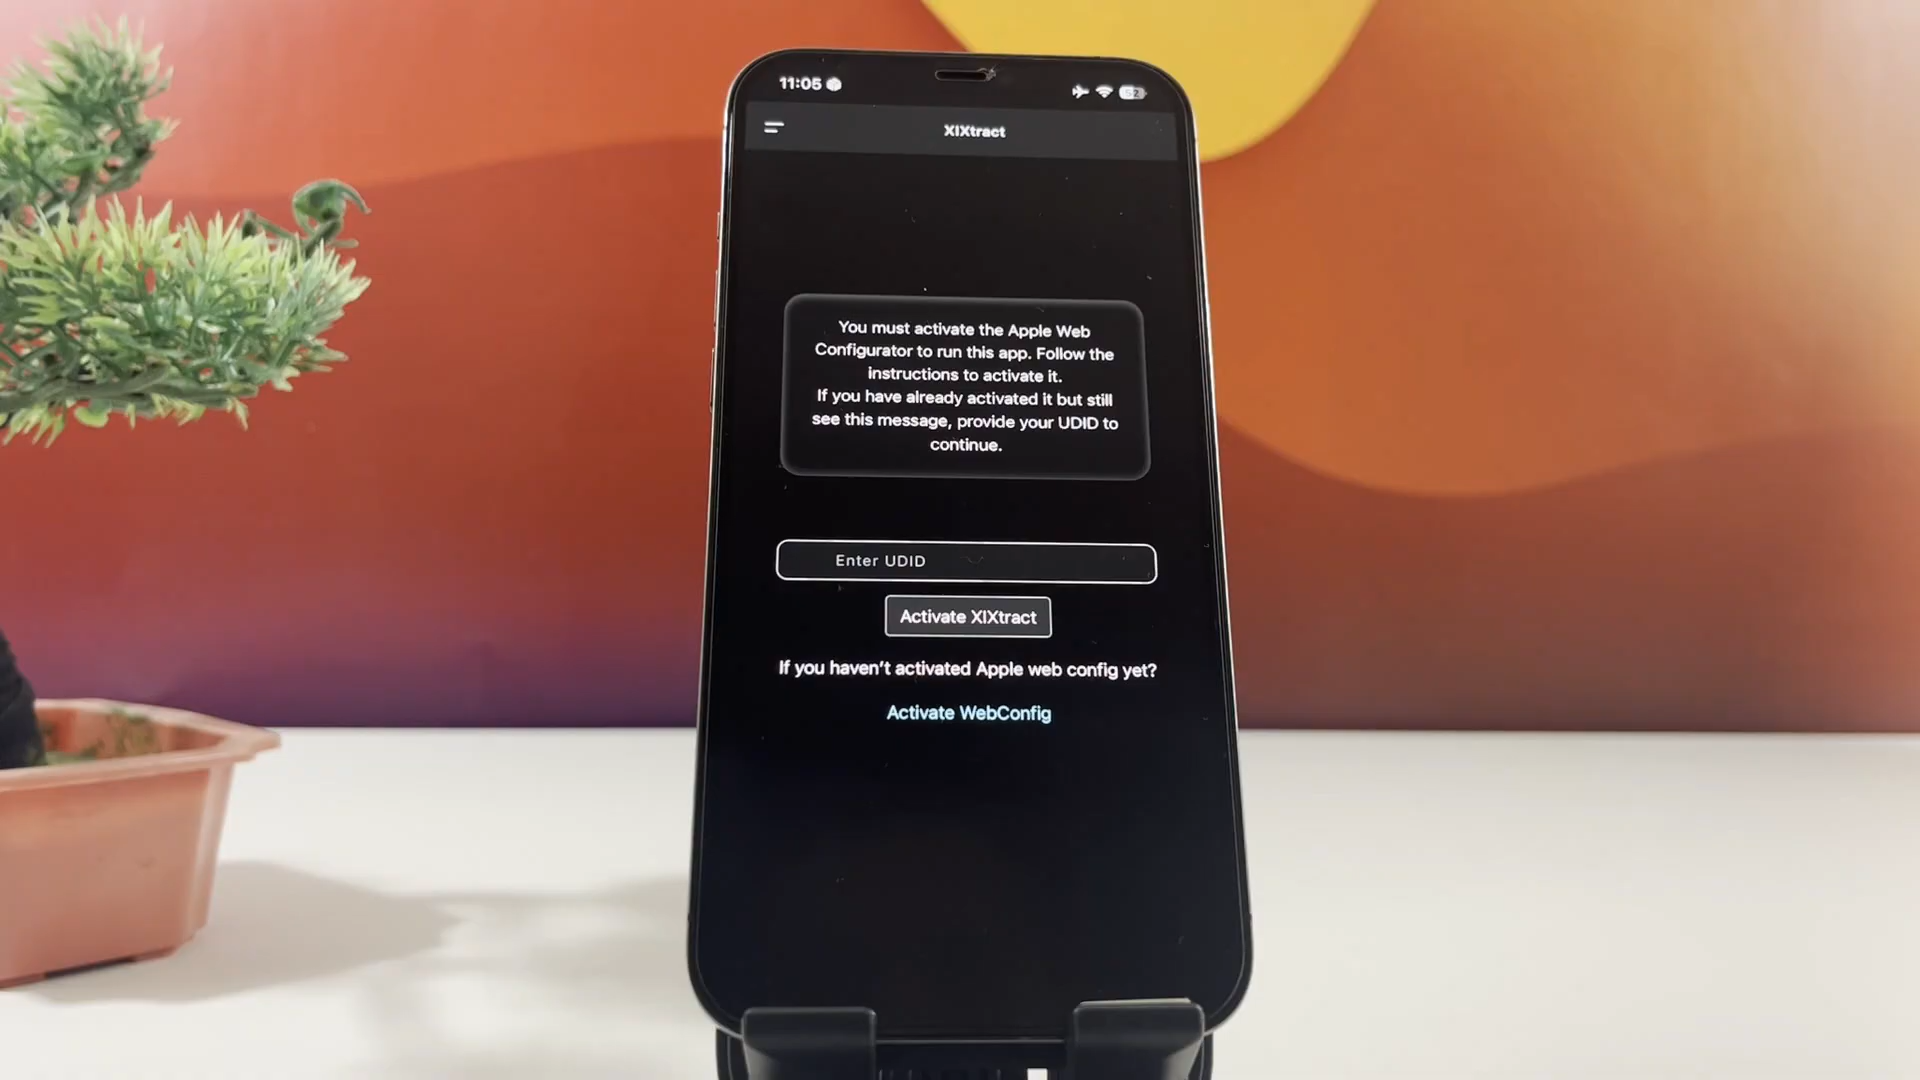 11:05
52
XIXtract
You must activate the Apple Web
Configurator to run this app. Follow the
instructions to activate it.
If you have already activated it but still
see this message, provide your UDID to
continue.
Enter UDID
Activate XIXtract
If you haven't activated Apple web config yet?
Activate WebConfig